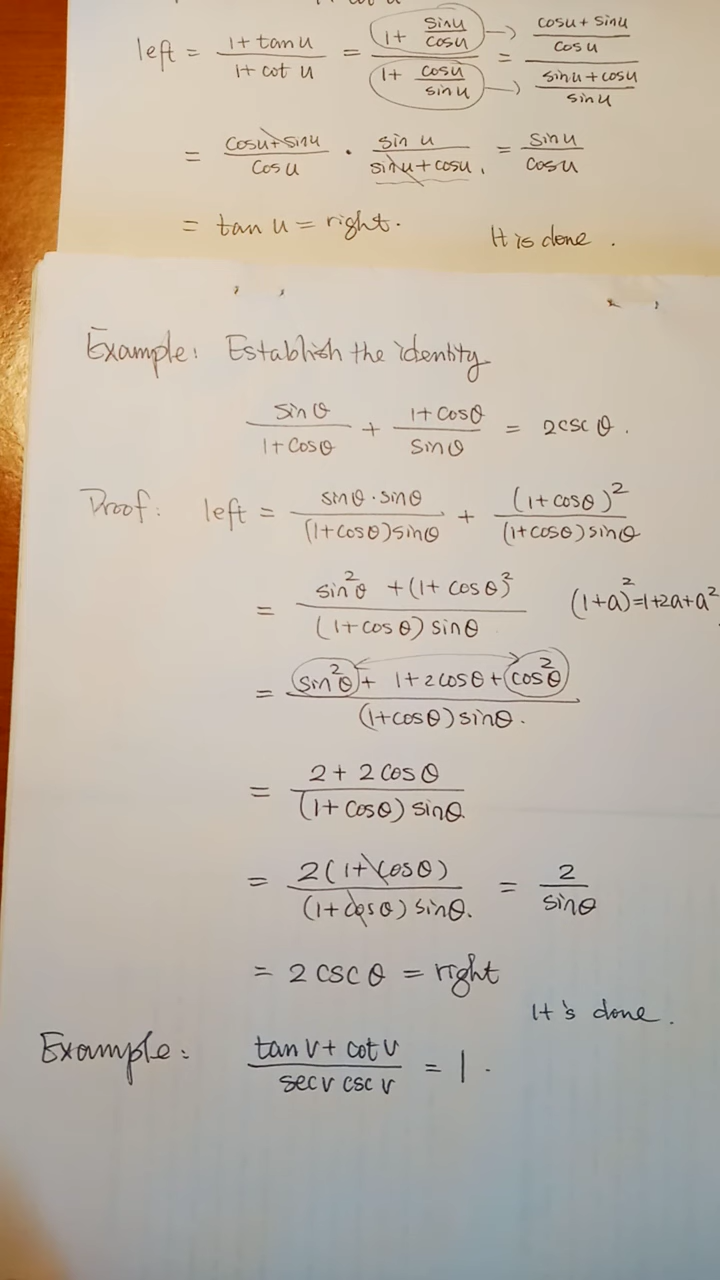 left = (1 + tan u)/(1 + cot u) = (1 + sin u/cos u)/(1 + cos u/sin u) → → = ((cos u + sin u)/cos u)/((sin u + cos u)/sin u)
= (cos u + sin u)/cos u · sin u/(sin u + cos u) = sin u/cos u
= tan u = right. It is done.
Example: Establish the identity
sin θ/(1 + cos θ) + (1 + cos θ)/sin θ = 2 csc θ.
Proof: left = (sin θ · sin θ)/((1 + cos θ) sin θ) + (1 + cos θ)²/((1 + cos θ) sin θ)
= (sin²θ + (1 + cos θ)²)/((1 + cos θ) sin θ) (1+a)² = 1+2a+a²
= (sin²θ + 1 + 2 cos θ + cos²θ)/((1 + cos θ) sin θ).
= (2 + 2 cos θ)/((1 + cos θ) sin θ)
= 2(1 + cos θ)/((1 + cos θ) sin θ). = 2/sin θ
= 2 csc θ = right
It's done.
Example: (tan v + cot v)/(sec v csc v) = 1.